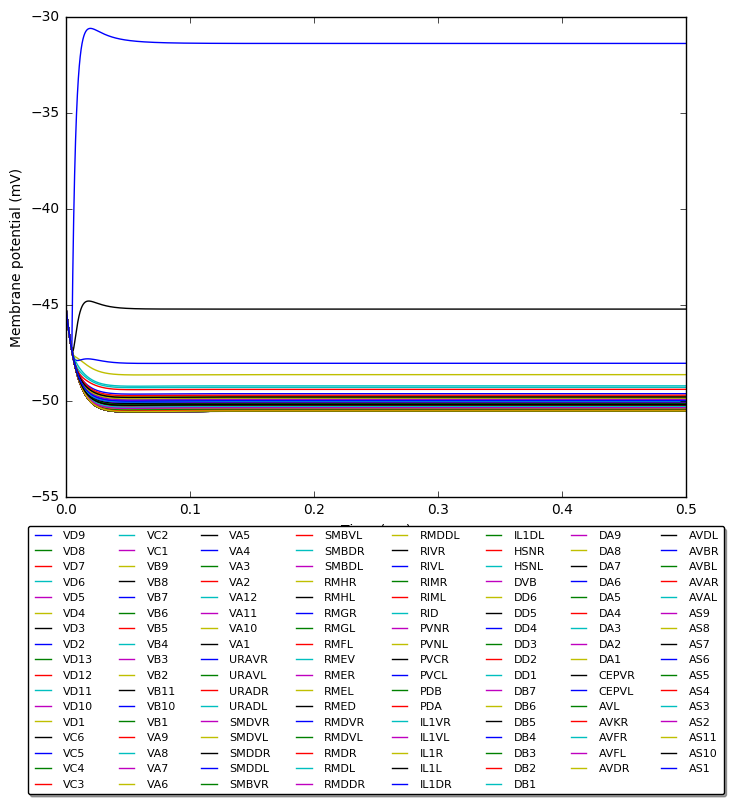 −30
−35
−40
−45
−50
−55
Membrane potential (mV)
0.0 0.1 0.2 0.3 0.4 0.5
VD9 VC2 VA5 SMBVL RMDDL IL1DL DA9 AVDL
VD8 VC1 VA4 SMBDR RIVR HSNR DA8 AVBR
VD7 VB9 VA3 SMBDL RIVL HSNL DA7 AVBL
VD6 VB8 VA2 RMHR RIMR DVB DA6 AVAR
VD5 VB7 VA12 RMHL RIML DD6 DA5 AVAL
VD4 VB6 VA11 RMGR RID DD5 DA4 AS9
VD3 VB5 VA10 RMGL PVNR DD4 DA3 AS8
VD2 VB4 VA1 RMFL PVNL DD3 DA2 AS7
VD13 VB3 URAVR RMEV PVCR DD2 DA1 AS6
VD12 VB2 URAVL RMER PVCL DD1 CEPVR AS5
VD11 VB11 URADR RMEL PDB DB7 CEPVL AS4
VD10 VB10 URADL RMED PDA DB6 AVL AS3
VD1 VB1 SMDVR RMDVR IL1VR DB5 AVKR AS2
VC6 VA9 SMDVL RMDVL IL1VL DB4 AVFR AS11
VC5 VA8 SMDDR RMDR IL1R DB3 AVFL AS10
VC4 VA7 SMDDL RMDL IL1L DB2 AVDR AS1
VC3 VA6 SMBVR RMDDR IL1DR DB1